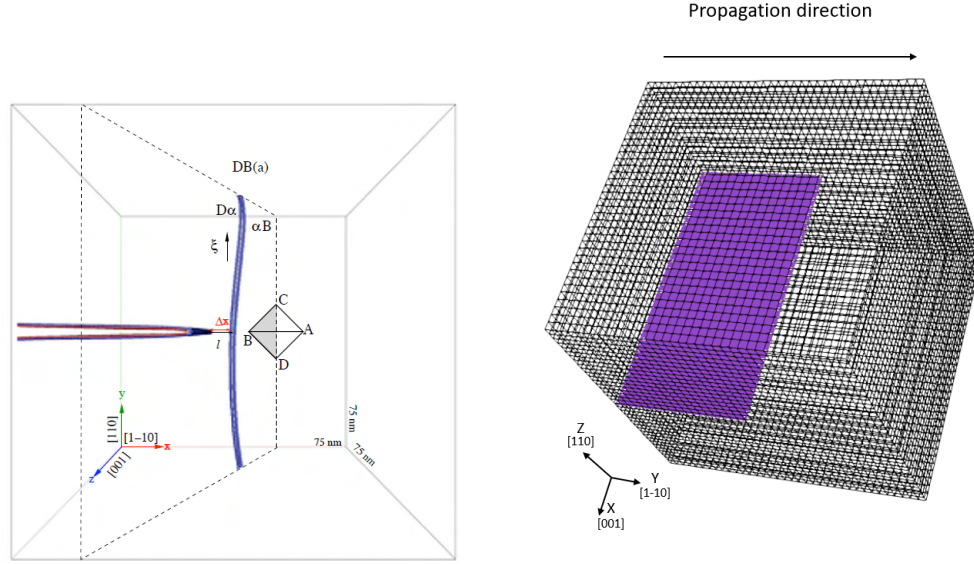 Propagation direction
DB(a)
Dα
αB
ξ
C
Δx
B
A
l
D
y
[110]
[1–10]
x
[001]
z
75 nm
75 nm
75 nm
Z
[110]
Y
[1-10]
X
[001]